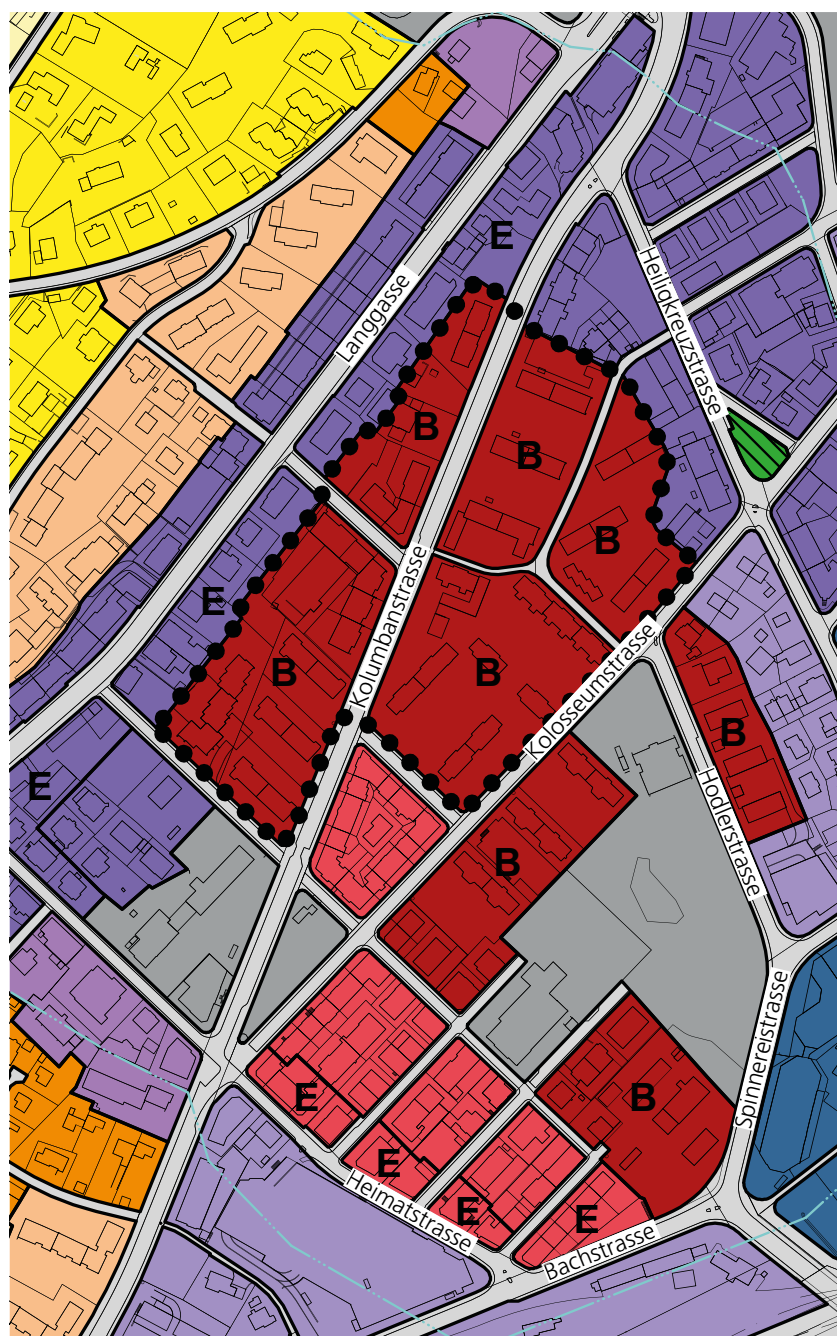 E
Heiligkreuzstrasse
Langgasse
B
B
B
E
Kolumbanstrasse
B
B
Kolosseumstrasse
B
E
Hodlerstrasse
B
Spinnereistrasse
B
E
E
E
E
Heimatstrasse
Bachstrasse